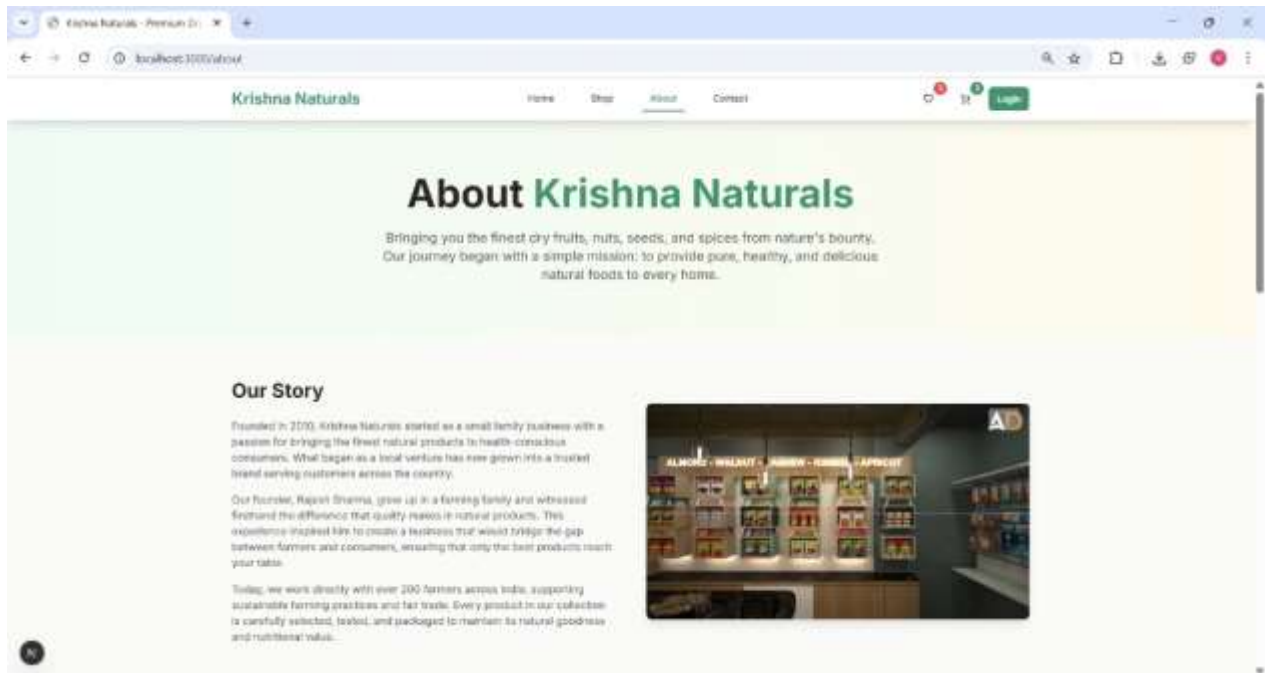 Krishna Naturals - Premium
localhost:3000/about
Krishna Naturals
Home
Shop
About
Contact
Login
About Krishna Naturals
Bringing you the finest dry fruits, nuts, seeds, and spices from nature's bounty.
Our journey began with a simple mission: to provide pure, healthy, and delicious
natural foods to every home.
Our Story
Founded in 2010, Krishna Naturals started as a small family business with a
passion for bringing the finest natural products to health-conscious
consumers. What began as a local venture has now grown into a trusted
brand serving customers across the country.
Our founder, Rajesh Sharma, grew up in a farming family and witnessed
firsthand the difference that quality makes in natural products. This
experience inspired him to create a business that would bridge the gap
between farmers and consumers, ensuring that only the best products reach
your table.
Today, we work directly with over 200 farmers across India, supporting
sustainable farming practices and fair trade. Every product in our collection
is carefully selected, tested, and packaged to maintain its natural goodness
and nutritional value.
AD
ALMOND - WALNUT - CASHEW - RAISIN - APRICOT